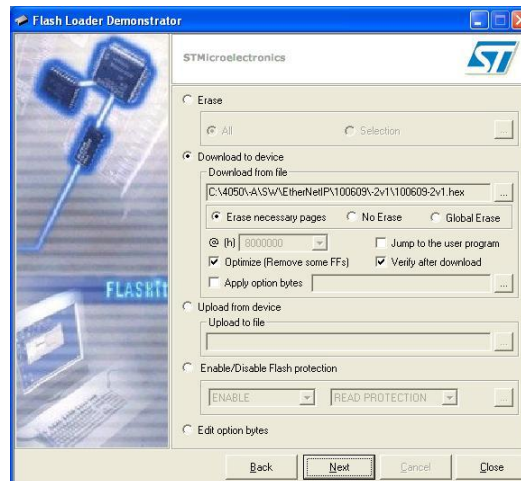 Flash Loader Demonstrator
STMicroelectronics
ST
Erase
All Selection ...
Download to device
Download from file
C:\4050\-A\SW\EtherNetIP\100609\-2v1\100609-2v1.hex ...
Erase necessary pages No Erase Global Erase
@ (h) 8000000 Jump to the user program
Optimize (Remove some FFs) Verify after download
Apply option bytes ...
Upload from device
Upload to file
...
Enable/Disable Flash protection
ENABLE READ PROTECTION ...
Edit option bytes
Back Next Cancel Close